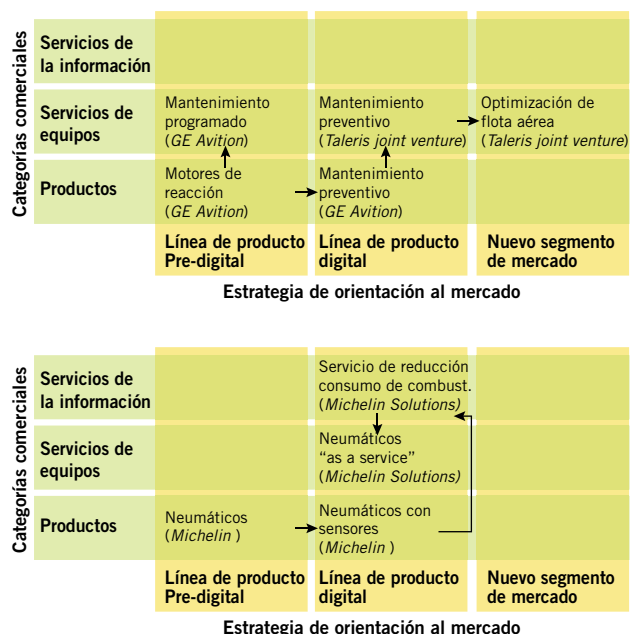 Categorías comerciales
Servicios de
la información
Servicios de
equipos
Mantenimiento
programado
(GE Avition)
Mantenimiento
preventivo
(Taleris joint venture)
Optimización de
flota aérea
(Taleris joint venture)
Productos
Motores de
reacción
(GE Avition)
Mantenimiento
preventivo
(GE Avition)
Línea de producto
Pre-digital
Línea de producto
digital
Nuevo segmento
de mercado
Estrategia de orientación al mercado
Categorías comerciales
Servicios de
la información
Servicio de reducción
consumo de combust.
(Michelin Solutions)
Servicios de
equipos
Neumáticos
“as a service”
(Michelin Solutions)
Productos
Neumáticos
(Michelin )
Neumáticos con
sensores
(Michelin )
Línea de producto
Pre-digital
Línea de producto
digital
Nuevo segmento
de mercado
Estrategia de orientación al mercado